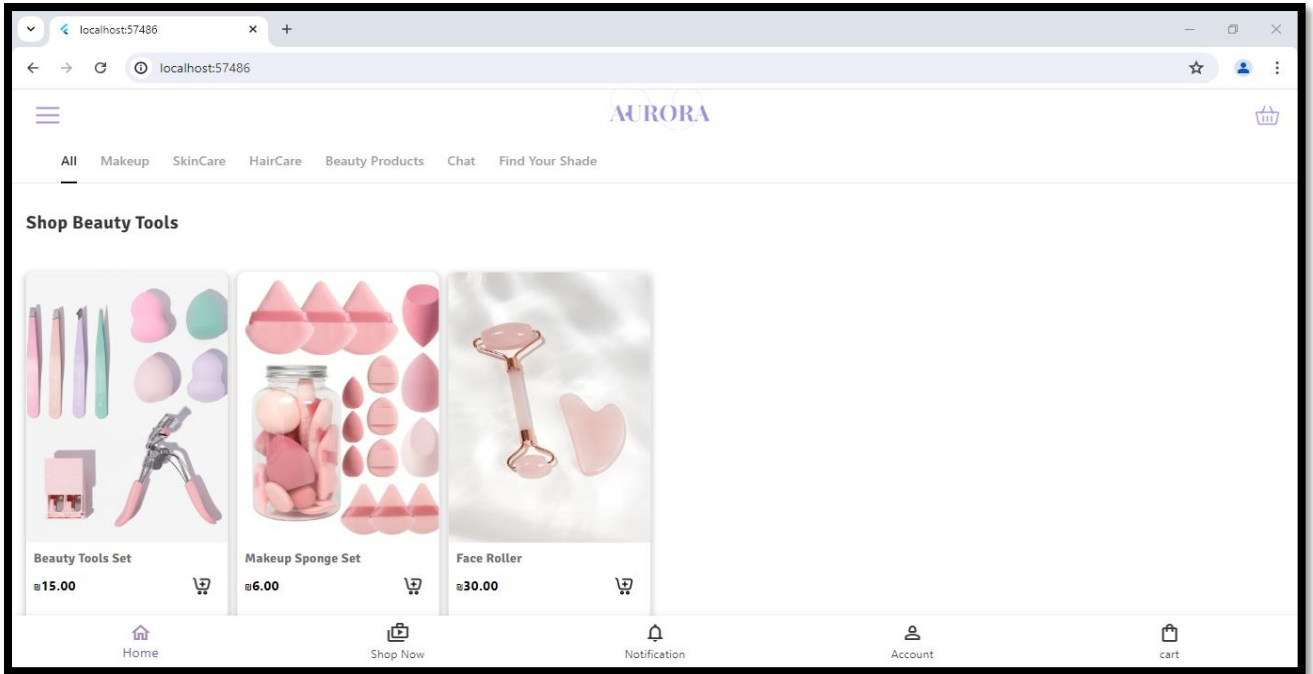 localhost:57486
localhost:57486
AURORA
All Makeup SkinCare HairCare Beauty Products Chat Find Your Shade
Shop Beauty Tools
Beauty Tools Set Makeup Sponge Set Face Roller
₪15.00 ₪6.00 ₪30.00
Home Shop Now Notification Account cart